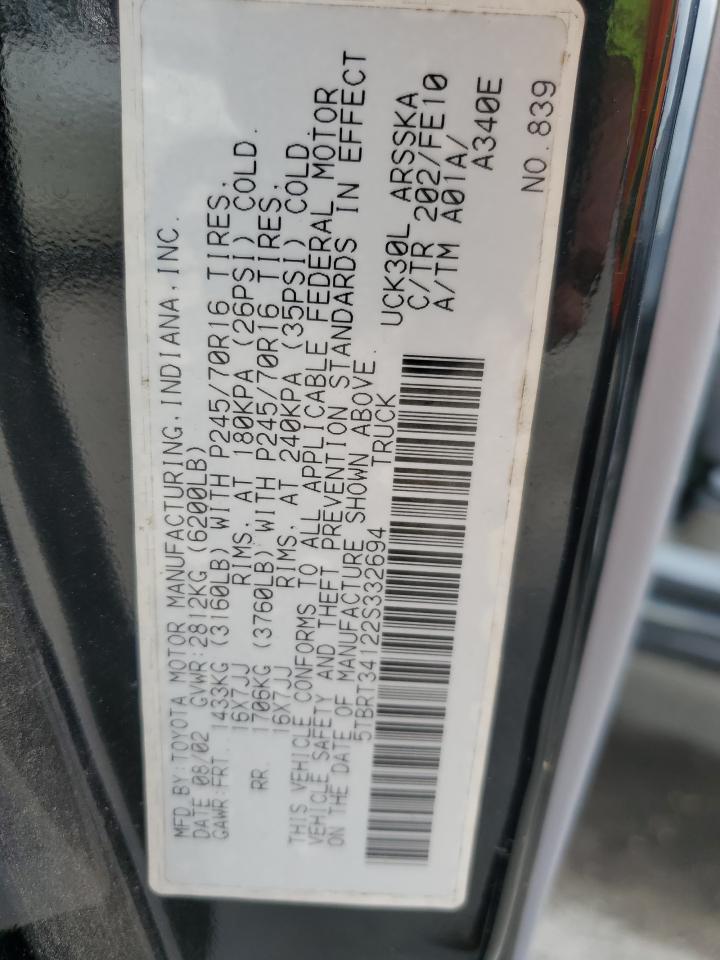 MFD BY:TOYOTA MOTOR MANUFACTURING,INDIANA,INC.
DATE 08/02 GVWR:2812KG (6200LB)
GAWR:FRT. 1433KG (3160LB) WITH P245/70R16 TIRES,
16X7JJ RIMS, AT 180KPA (26PSI) COLD.
RR. 1706KG (3760LB) WITH P245/70R16 TIRES,
16X7JJ RIMS, AT 240KPA (35PSI) COLD.
THIS VEHICLE CONFORMS TO ALL APPLICABLE FEDERAL MOTOR
VEHICLE SAFETY AND THEFT PREVENTION STANDARDS IN EFFECT
ON THE DATE OF MANUFACTURE SHOWN ABOVE.
5TBRT34122S332694 TRUCK
UCK30L ARSSKA
C/TR 202/FE10
A/TM A01A/
A340E
NO.839